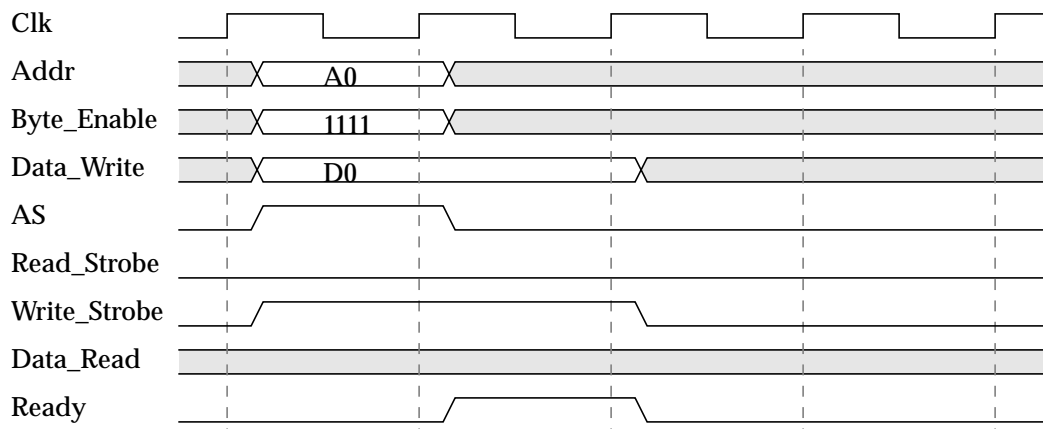 Clk
Addr A0
Byte_Enable 1111
Data_Write D0
AS
Read_Strobe
Write_Strobe
Data_Read
Ready